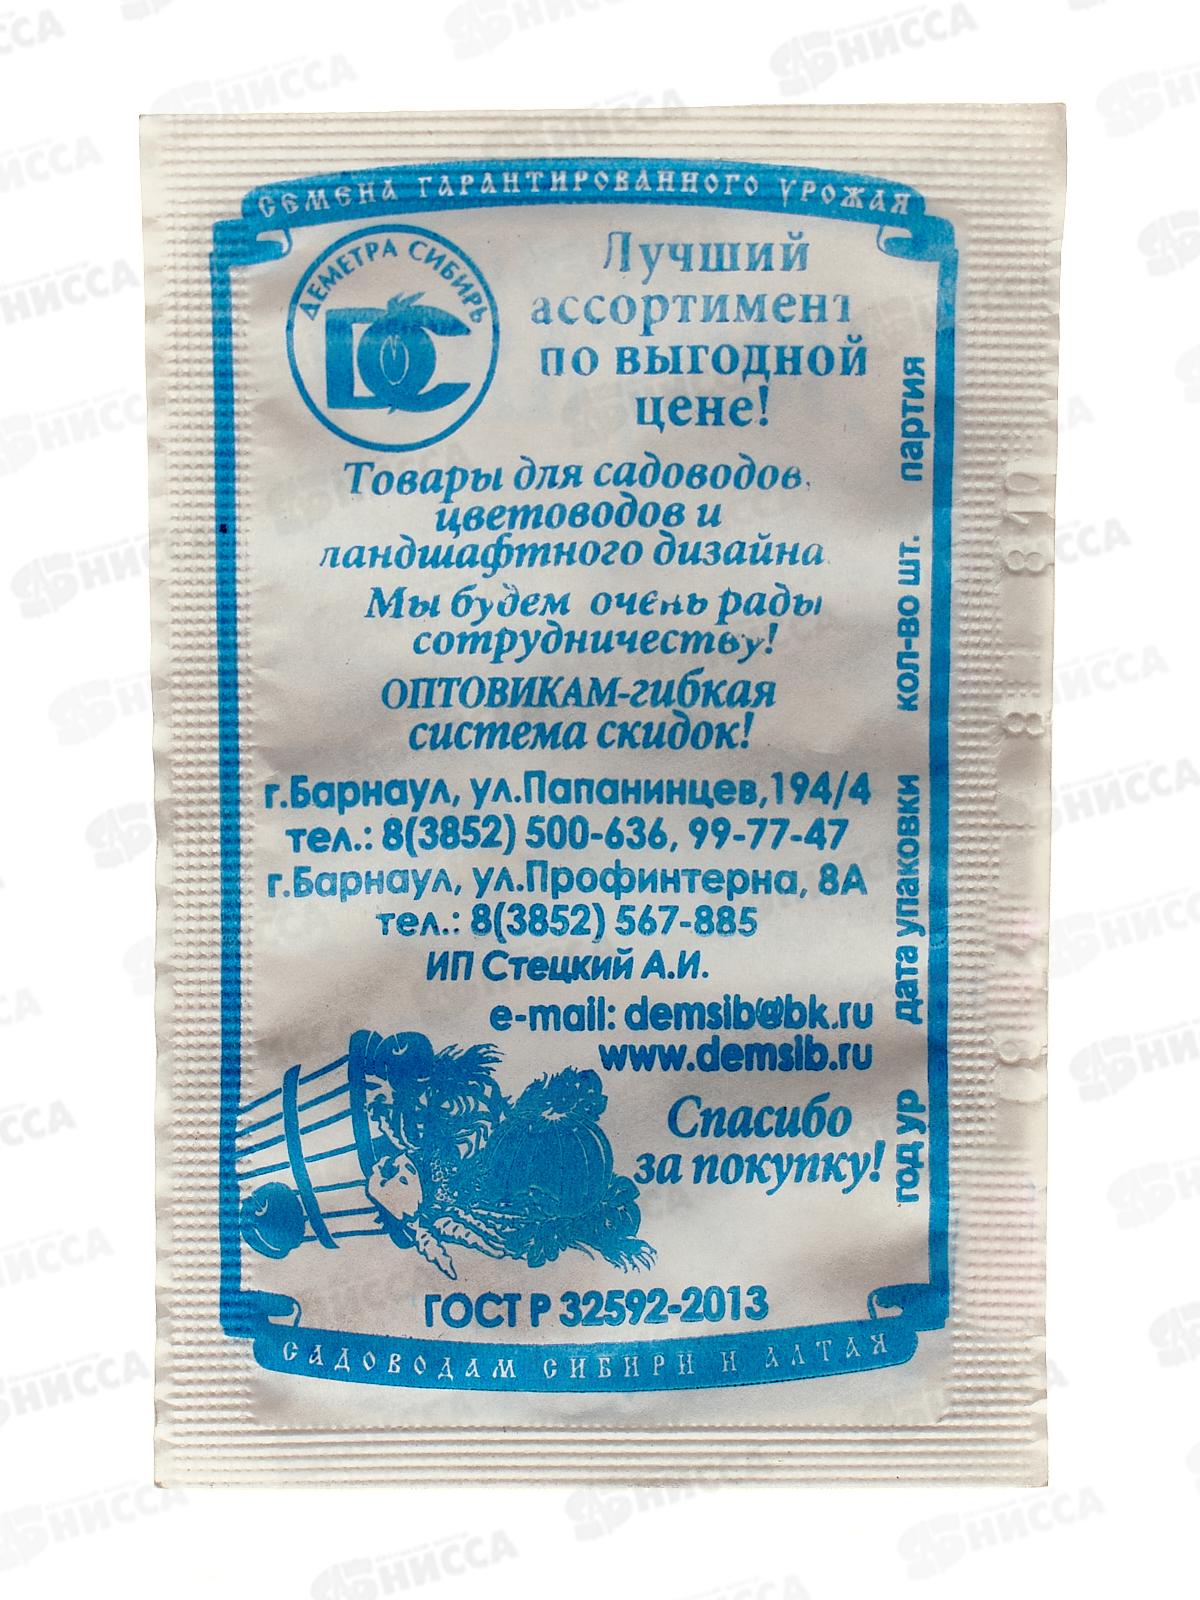 СЕМЕНА ГАРАНТИРОВАННОГО УРОЖАЯ
ДЕМЕТРА СИБИРЬ
DC
Лучший
ассортимент
по выгодной
цене!
Товары для садоводов,
цветоводов и
ландшафтного дизайна
Мы будем очень рады
сотрудничеству!
ОПТОВИКАМ-гибкая
система скидок!
г.Барнаул, ул.Папанинцев,194/4
тел.: 8(3852) 500-636, 99-77-47
г.Барнаул, ул.Профинтерна, 8А
тел.: 8(3852) 567-885
ИП Стецкий А.И.
e-mail: demsib@bk.ru
www.demsib.ru
Спасибо
за покупку!
ГОСТ Р 32592-2013
САДОВОДАМ СИБИРИ И АЛТАЯ
год ур дата упаковки кол-во шт. партия
НИССА